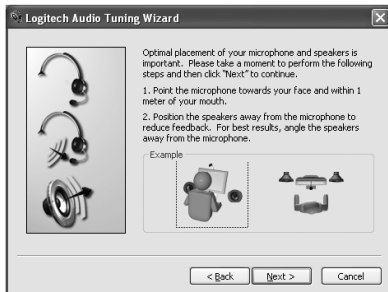 Logitech Audio Tuning Wizard
Optimal placement of your microphone and speakers is
important. Please take a moment to perform the following
steps and then click "Next" to continue.
1. Point the microphone towards your face and within 1
meter of your mouth.
2. Position the speakers away from the microphone to
reduce feedback. For best results, angle the speakers
away from the microphone.
Example
< Back
Next >
Cancel